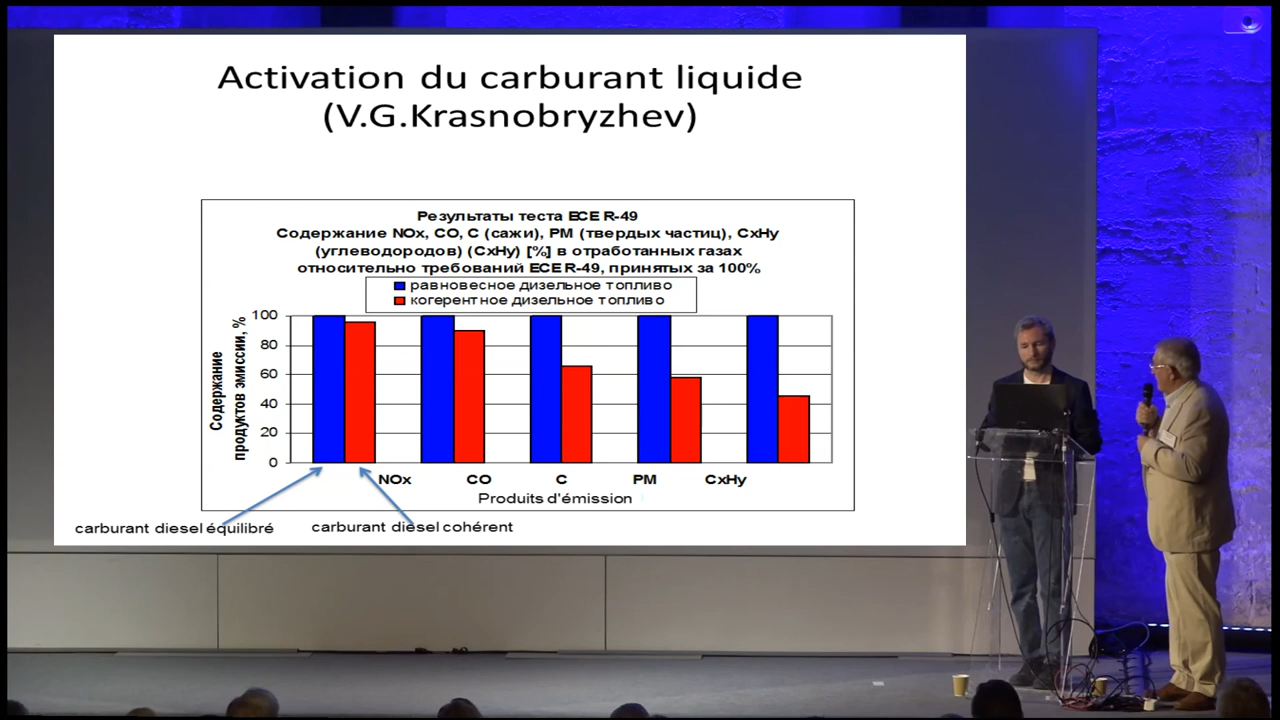 Activation du carburant liquide
(V.G.Krasnobryzhev)
Результаты теста ECE R-49
Содержание NOx, CO, C (сажи), PM (твердых частиц), CxHy
(углеводородов) (CxHy) [%] в отработанных газах
относительно требований ECE R-49, принятых за 100%
равновесное дизельное топливо
когерентное дизельное топливо
Содержание
продуктов эмиссии, %
100
80
60
40
20
0
NOx CO C PM CxHy
Produits d'émission
carburant diesel équilibré
carburant diesel cohérent